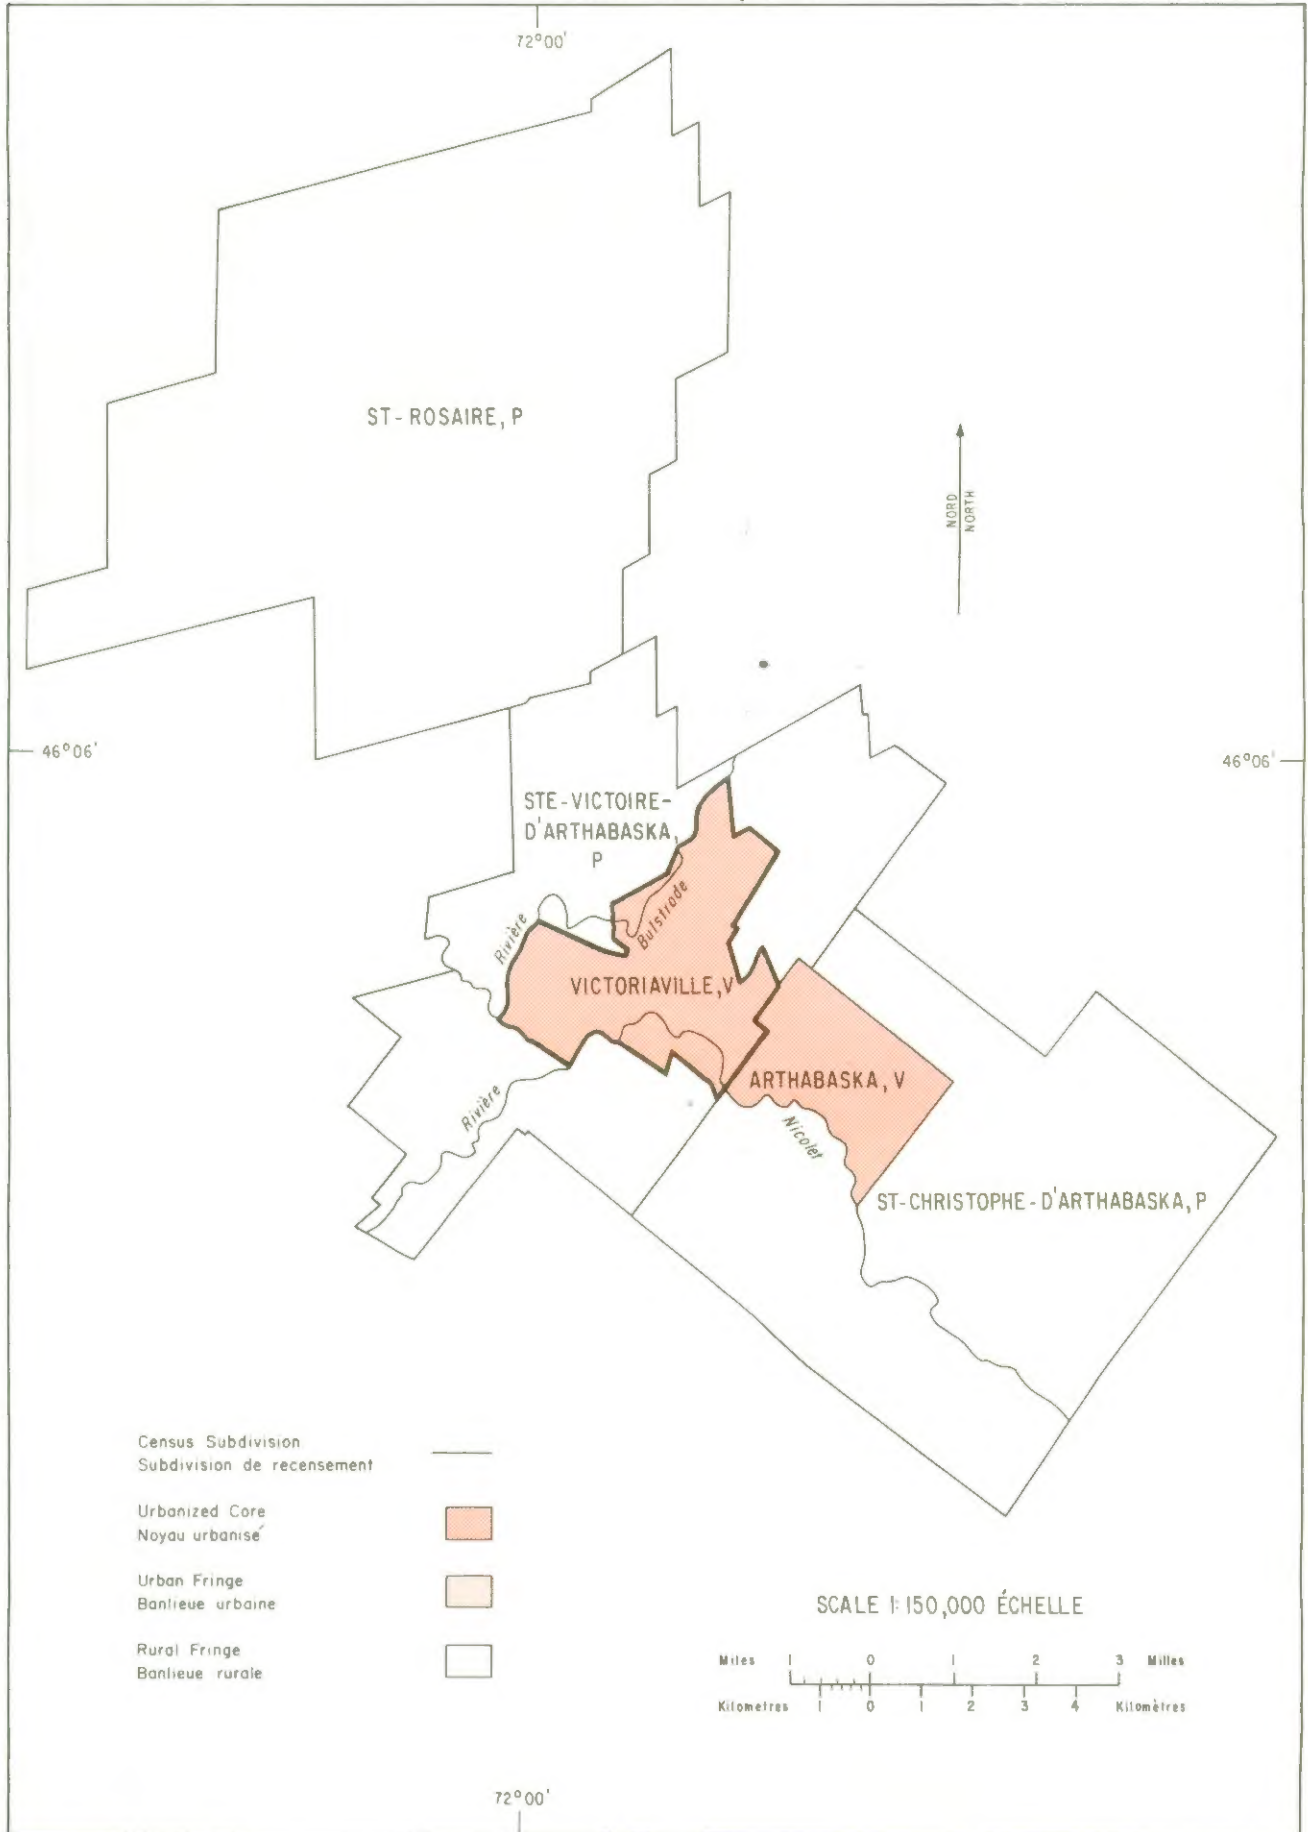 72°00'
ST-ROSAIRE, P
NORD
NORTH
46°06'
46°06'
STE-VICTOIRE-
D'ARTHABASKA,
P
Rivière
Bulstrode
VICTORIAVILLE, V
ARTHABASKA, V
Rivière
Nicolet
ST-CHRISTOPHE-D'ARTHABASKA, P
Census Subdivision
Subdivision de recensement
Urbanized Core
Noyau urbanisé
Urban Fringe
Banlieue urbaine
Rural Fringe
Banlieue rurale
SCALE 1:150,000 ÉCHELLE
Miles 1 0 1 2 3 Milles
Kilometres 1 0 1 2 3 4 Kilomètres
72°00'